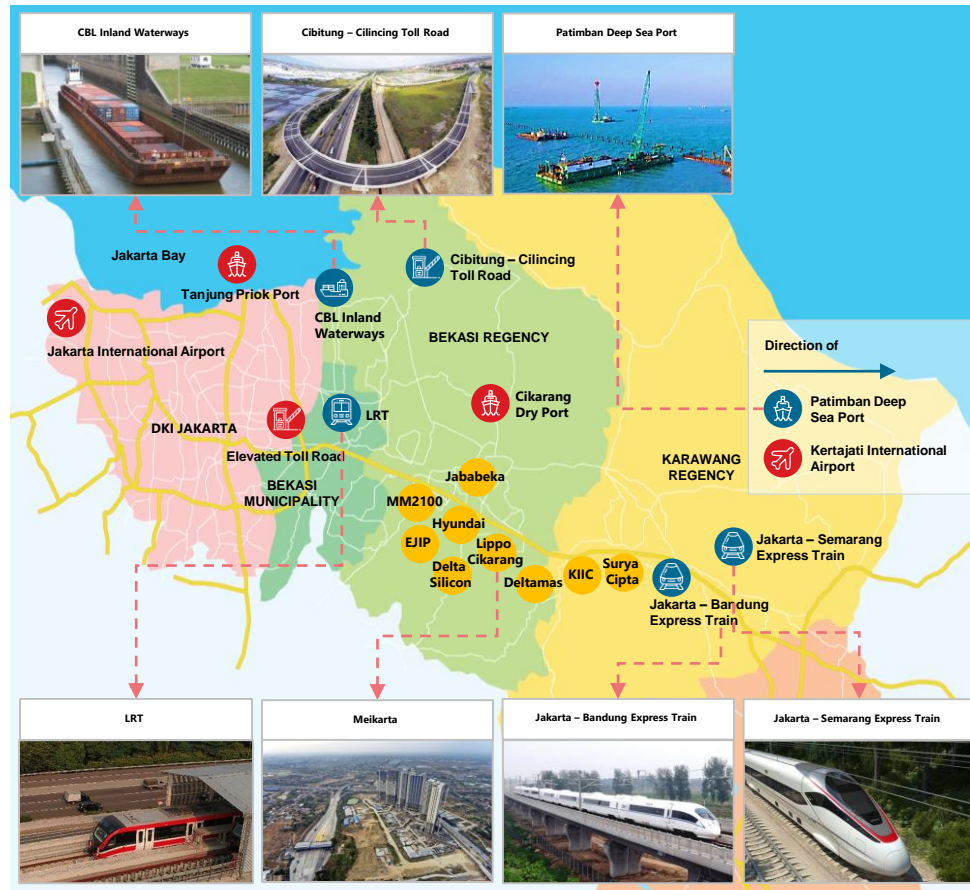 CBL Inland Waterways
Cibitung – Cilincing Toll Road
Patimban Deep Sea Port
Jakarta Bay
Tanjung Priok Port
Cibitung – Cilincing
Toll Road
CBL Inland
Waterways
Jakarta International Airport
BEKASI REGENCY
Direction of
Patimban Deep
Sea Port
Kertajati International
Airport
Cikarang
Dry Port
LRT
DKI JAKARTA
Elevated Toll Road
BEKASI
MUNICIPALITY
KARAWANG
REGENCY
Jababeka
MM2100
Hyundai
EJIP
Lippo
Cikarang
Delta
Silicon
Deltamas
KIIC
Surya
Cipta
Jakarta – Semarang
Express Train
Jakarta – Bandung
Express Train
LRT
Meikarta
Jakarta – Bandung Express Train
Jakarta – Semarang Express Train